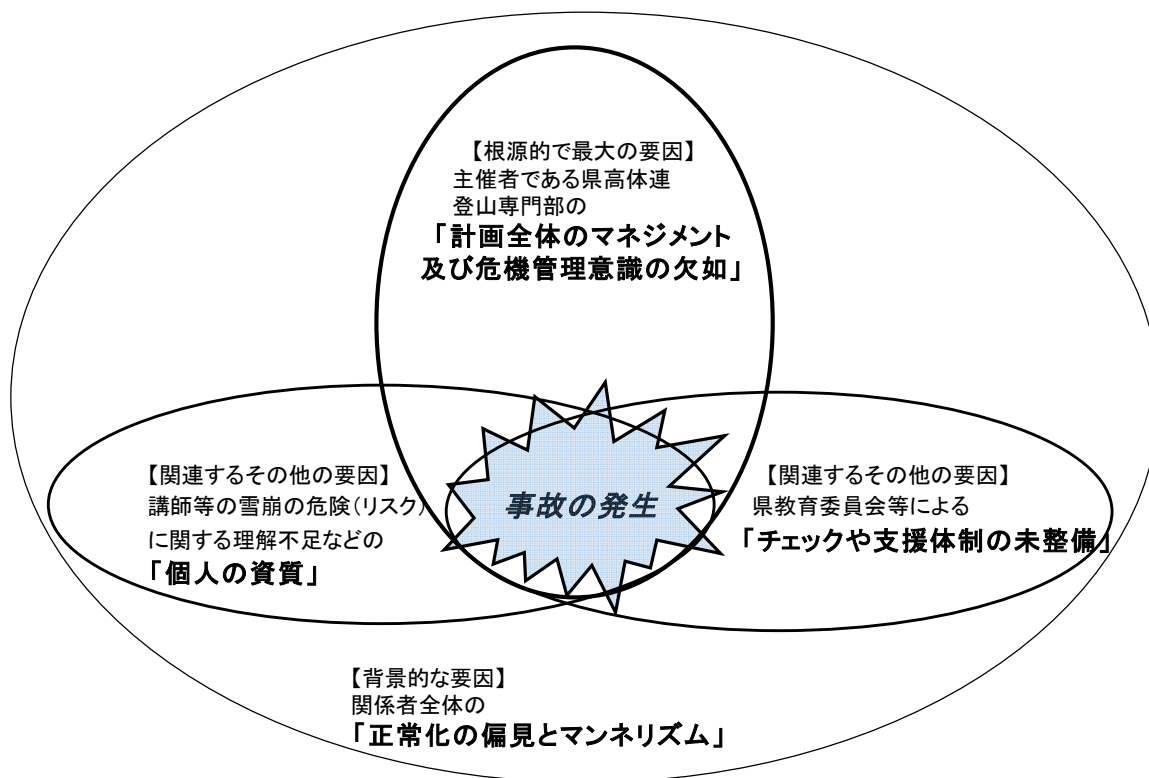 【根源的で最大の要因】
主催者である県高体連
登山専門部の
「計画全体のマネジメント
及び危機管理意識の欠如」
【関連するその他の要因】
講師等の雪崩の危険(リスク)
に関する理解不足などの
「個人の資質」
事故の発生
【関連するその他の要因】
県教育委員会等による
「チェックや支援体制の未整備」
【背景的な要因】
関係者全体の
「正常化の偏見とマンネリズム」